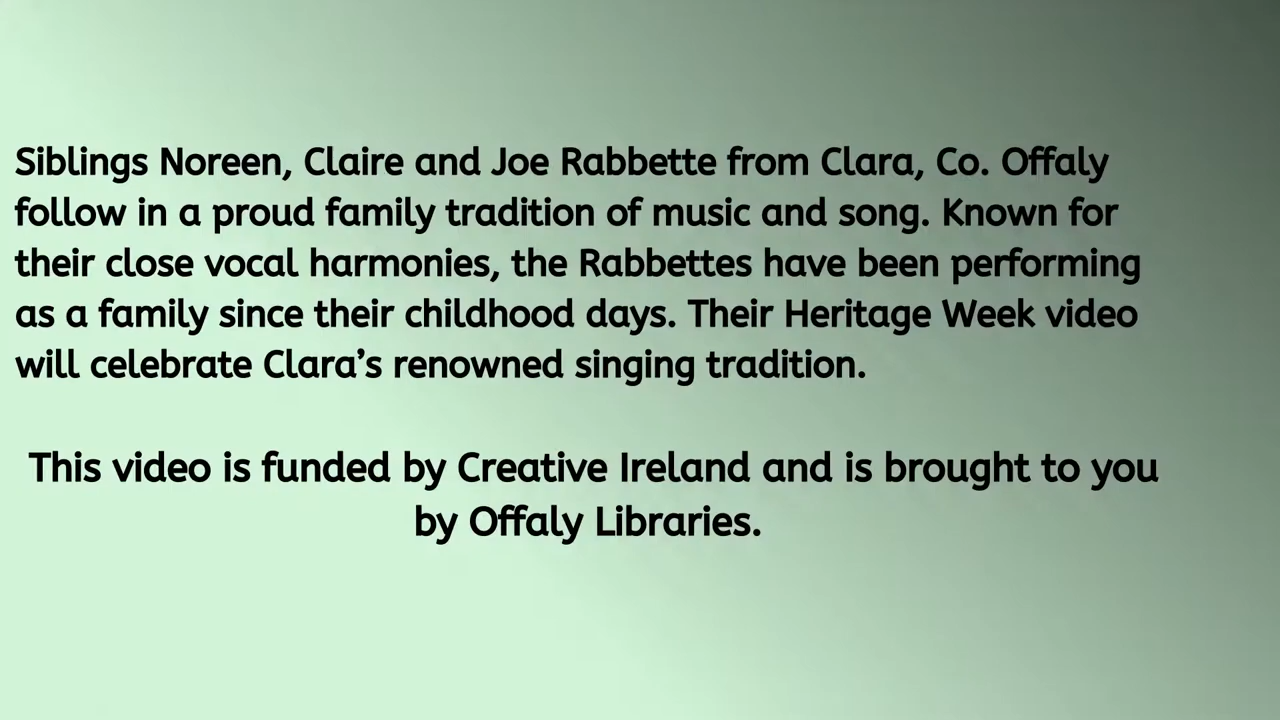 Siblings Noreen, Claire and Joe Rabbette from Clara, Co. Offaly
follow in a proud family tradition of music and song. Known for
their close vocal harmonies, the Rabbettes have been performing
as a family since their childhood days. Their Heritage Week video
will celebrate Clara’s renowned singing tradition.
This video is funded by Creative Ireland and is brought to you
by Offaly Libraries.